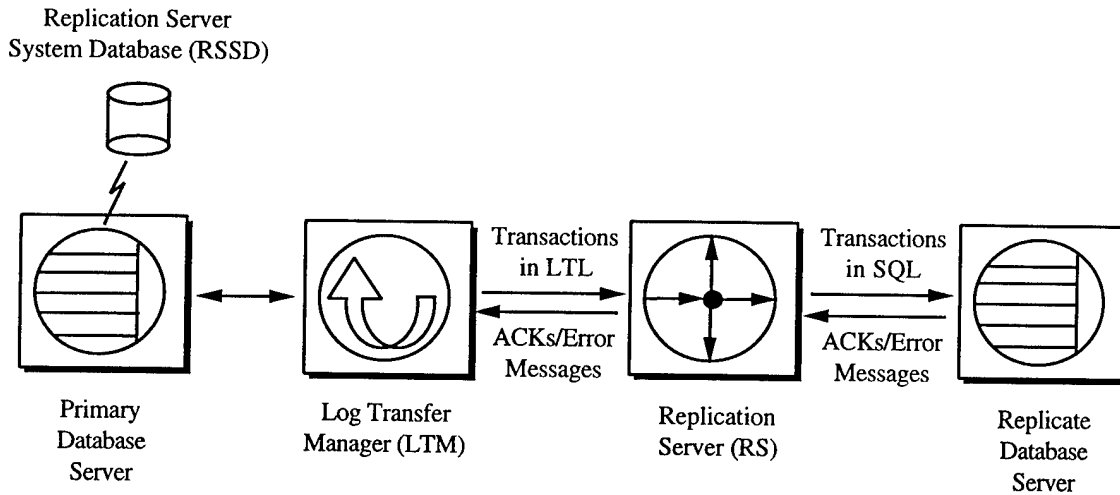 Replication Server
System Database (RSSD)
Transactions
in LTL
ACKs/Error
Messages
Transactions
in SQL
ACKs/Error
Messages
Primary
Database
Server
Log Transfer
Manager (LTM)
Replication
Server (RS)
Replicate
Database
Server